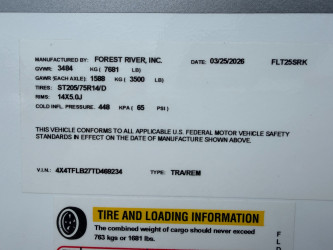 MANUFACTURED BY: FOREST RIVER, INC. DATE: 03/25/2026 FLT25SRK
GVWR: 3484 KG ( 7681 LB)
GAWR (EACH AXLE): 1588 KG ( 3500 LB)
TIRES: ST205/75R14/D
RIMS: 14X5.0J
COLD INFL. PRESSURE. 448 KPA ( 65 PSI )
THIS VEHICLE CONFORMS TO ALL APPLICABLE U.S. FEDERAL MOTOR VEHICLE SAFETY
STANDARDS IN EFFECT ON THE DATE OF MANUFACTURE SHOWN ABOVE.
V.I.N.: 4X4TFLB27TD469234 TYPE: TRA/REM
TIRE AND LOADING INFORMATION
The combined weight of cargo should never exceed
763 kgs or 1681 lbs.
F
L